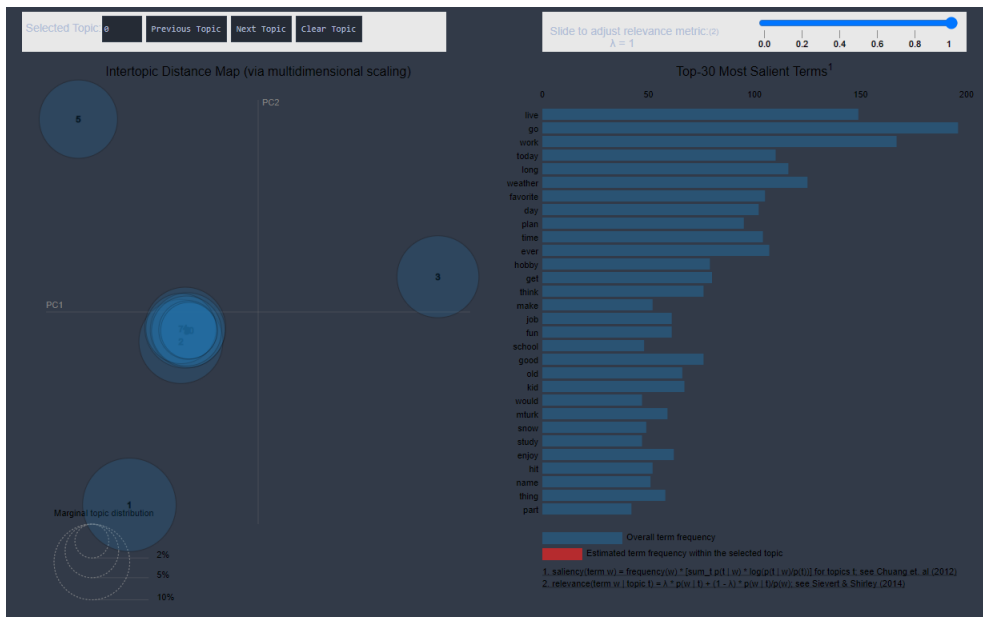 Selected Topic: 0 Previous Topic Next Topic Clear Topic
Slide to adjust relevance metric:(2)
λ = 1
0.0 0.2 0.4 0.6 0.8 1
Intertopic Distance Map (via multidimensional scaling)
PC2
PC1
5
3
2
1
Marginal topic distribution
2%
5%
10%
Top-30 Most Salient Terms1
0 50 100 150 200
live
go
work
today
long
weather
favorite
day
plan
time
ever
hobby
get
think
make
job
fun
school
good
old
kid
would
mturk
snow
study
enjoy
hit
name
thing
part
Overall term frequency
Estimated term frequency within the selected topic
1. saliency(term w) = frequency(w) * [sum_t p(t | w) * log(p(t | w)/p(t))] for topics t; see Chuang et. al (2012)
2. relevance(term w | topic t) = λ * p(w | t) + (1 - λ) * p(w | t)/p(w); see Sievert & Shirley (2014)